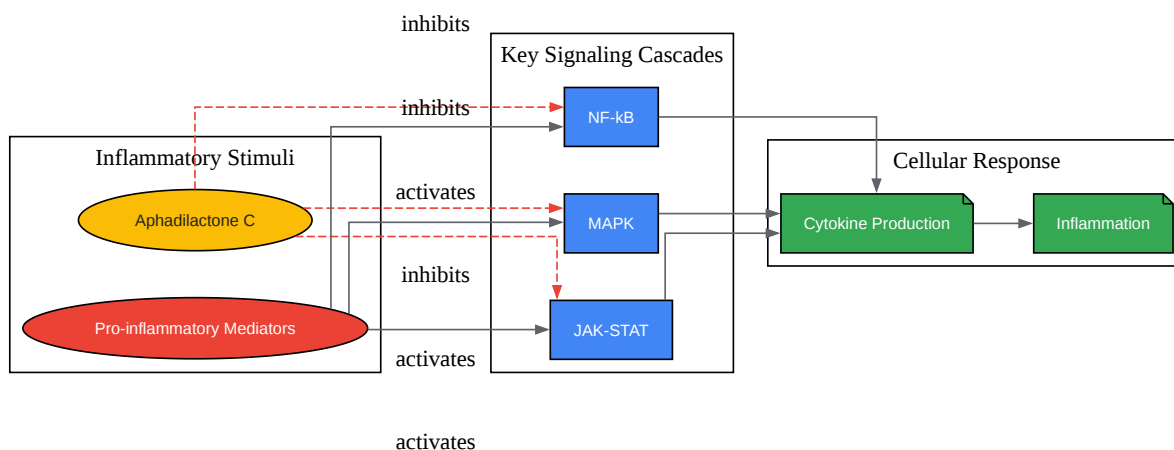 inhibits
Key Signaling Cascades
inhibits
NF-kB
Inflammatory Stimuli
Cellular Response
activates
Aphadilactone C
MAPK
Cytokine Production
Inflammation
inhibits
Pro-inflammatory Mediators
JAK-STAT
activates
activates